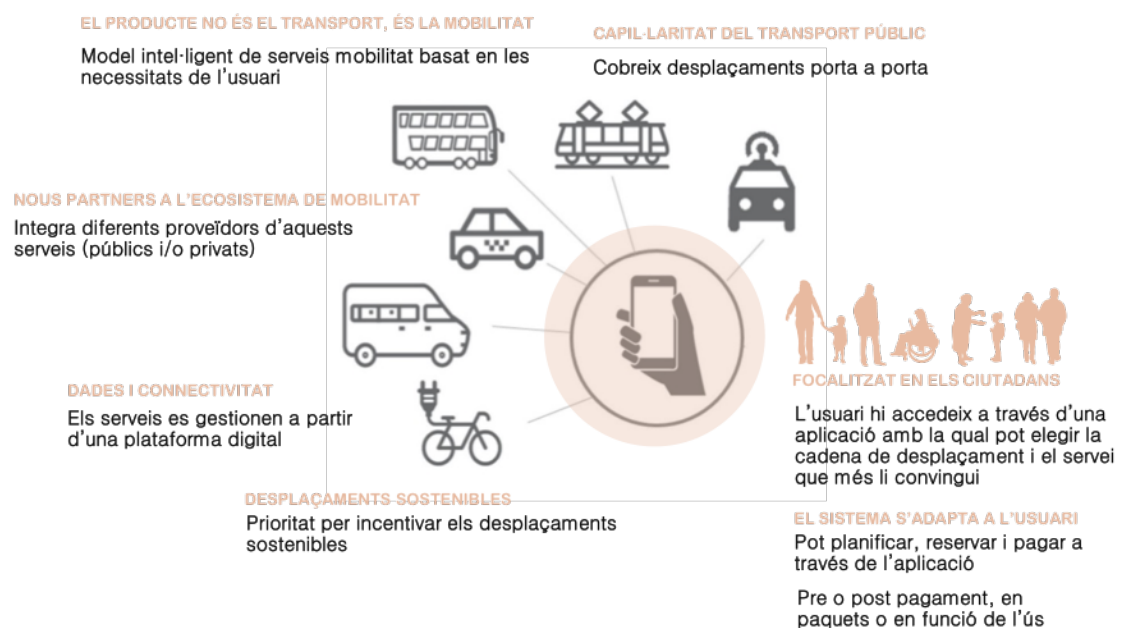 EL PRODUCTE NO ÉS EL TRANSPORT, ÉS LA MOBILITAT
Model intel·ligent de serveis mobilitat basat en les
necessitats de l'usuari
CAPIL·LARITAT DEL TRANSPORT PÚBLIC
Cobreix desplaçaments porta a porta
NOUS PARTNERS A L'ECOSISTEMA DE MOBILITAT
Integra diferents proveïdors d'aquests
serveis (públics i/o privats)
DADES I CONNECTIVITAT
Els serveis es gestionen a partir
d'una plataforma digital
DESPLAÇAMENTS SOSTENIBLES
Prioritat per incentivar els desplaçaments
sostenibles
FOCALITZAT EN ELS CIUTADANS
L'usuari hi accedeix a través d'una
aplicació amb la qual pot elegir la
cadena de desplaçament i el servei
que més li convingui
EL SISTEMA S'ADAPTA A L'USUARI
Pot planificar, reservar i pagar a
través de l'aplicació
Pre o post pagament, en
paquets o en funció de l'ús